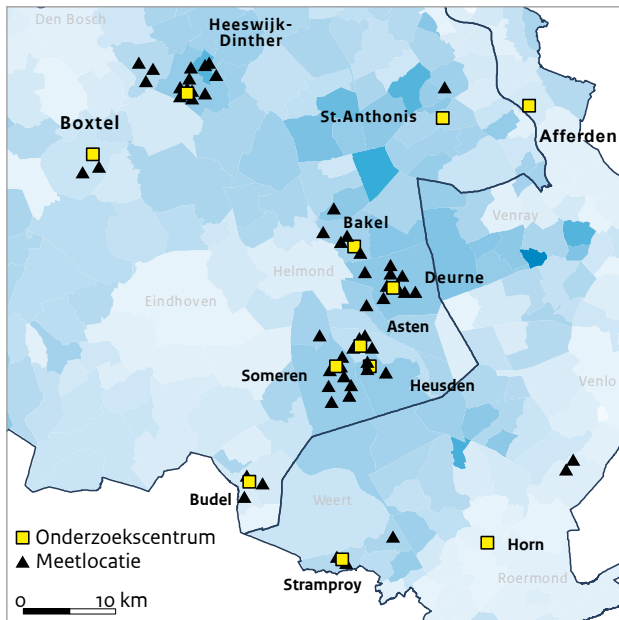 Den Bosch
Heeswijk-
Dinther
Boxtel
St.Anthonis
Afferden
Bakel
Venray
Helmond
Deurne
Eindhoven
Asten
Someren
Heusden
Venlo
Budel
Weert
Onderzoekscentrum
Meetlocatie
Horn
Roermond
Stramproy
0 10 km